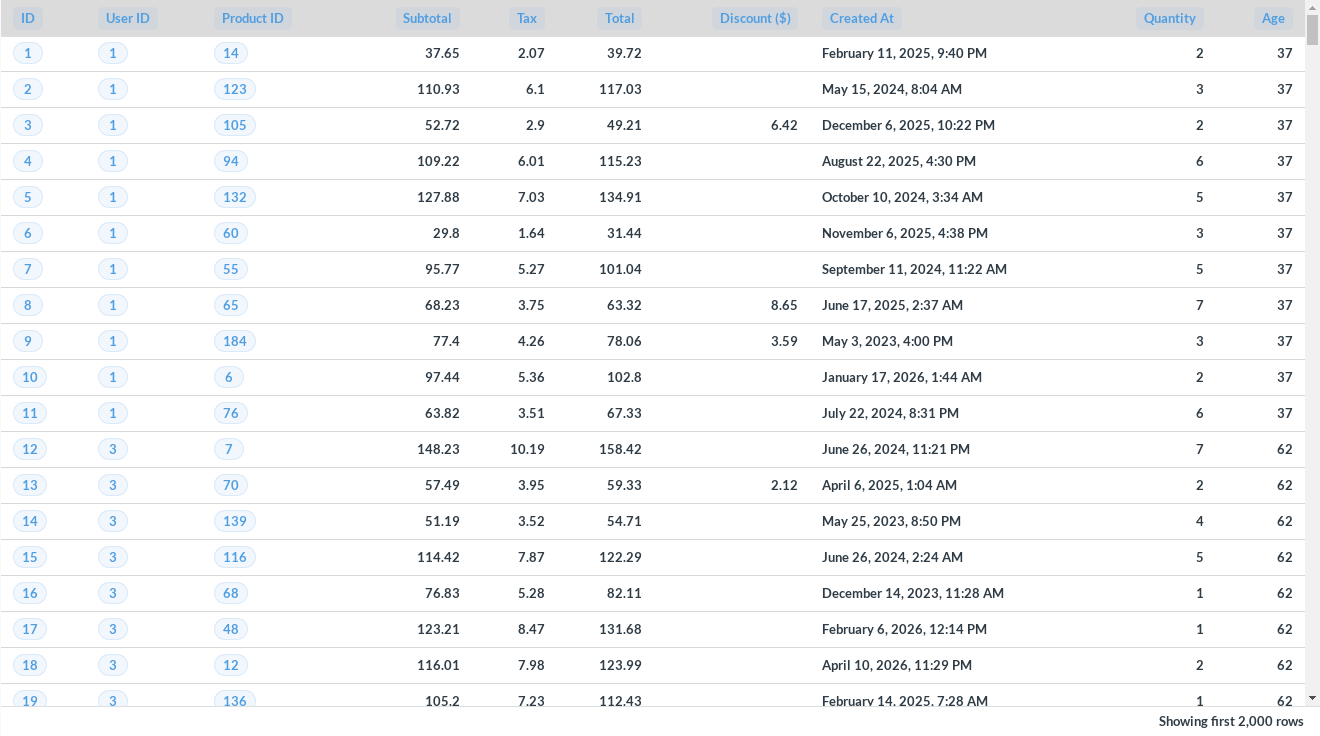 ID User ID Product ID Subtotal Tax Total Discount ($) Created At Quantity Age
1 1 14 37.65 2.07 39.72 February 11, 2025, 9:40 PM 2 37
2 1 123 110.93 6.1 117.03 May 15, 2024, 8:04 AM 3 37
3 1 105 52.72 2.9 49.21 6.42 December 6, 2025, 10:22 PM 2 37
4 1 94 109.22 6.01 115.23 August 22, 2025, 4:30 PM 6 37
5 1 132 127.88 7.03 134.91 October 10, 2024, 3:34 AM 5 37
6 1 60 29.8 1.64 31.44 November 6, 2025, 4:38 PM 3 37
7 1 55 95.77 5.27 101.04 September 11, 2024, 11:22 AM 5 37
8 1 65 68.23 3.75 63.32 8.65 June 17, 2025, 2:37 AM 7 37
9 1 184 77.4 4.26 78.06 3.59 May 3, 2023, 4:00 PM 3 37
10 1 6 97.44 5.36 102.8 January 17, 2026, 1:44 AM 2 37
11 1 76 63.82 3.51 67.33 July 22, 2024, 8:31 PM 6 37
12 3 7 148.23 10.19 158.42 June 26, 2024, 11:21 PM 7 62
13 3 70 57.49 3.95 59.33 2.12 April 6, 2025, 1:04 AM 2 62
14 3 139 51.19 3.52 54.71 May 25, 2023, 8:50 PM 4 62
15 3 116 114.42 7.87 122.29 June 26, 2024, 2:24 AM 5 62
16 3 68 76.83 5.28 82.11 December 14, 2023, 11:28 AM 1 62
17 3 48 123.21 8.47 131.68 February 6, 2026, 12:14 PM 1 62
18 3 12 116.01 7.98 123.99 April 10, 2026, 11:29 PM 2 62
19 3 136 105.2 7.23 112.43 February 14, 2025, 7:28 AM 1 62
Showing first 2,000 rows